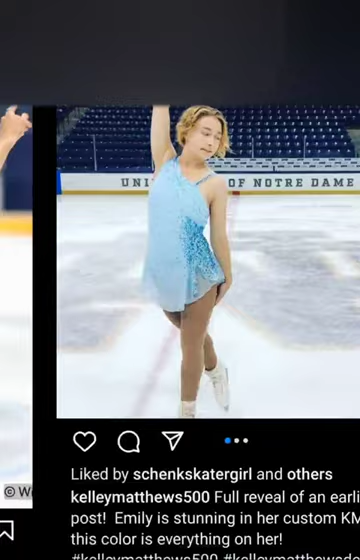 UNI OF NOTRE DAME
© W
Liked by schenkskatergirl and others
kelleymatthews500 Full reveal of an earli
post! Emily is stunning in her custom KM
this color is everything on her!